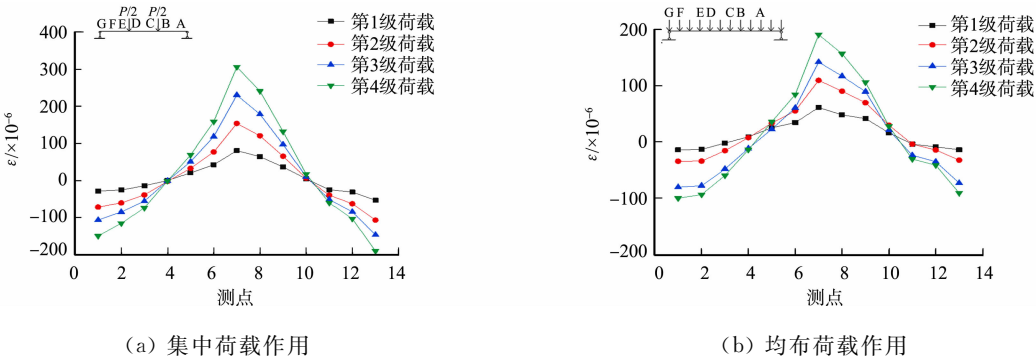 P/2 P/2
G F E D C B A
400
300
200
100
0
−100
−200
ε/×10⁻⁶
第1级荷载
第2级荷载
第3级荷载
第4级荷载
0 2 4 6 8 10 12 14
测点
(a) 集中荷载作用
G F E D C B A
200
100
0
−100
−200
ε/×10⁻⁶
第1级荷载
第2级荷载
第3级荷载
第4级荷载
0 2 4 6 8 10 12 14
测点
(b) 均布荷载作用